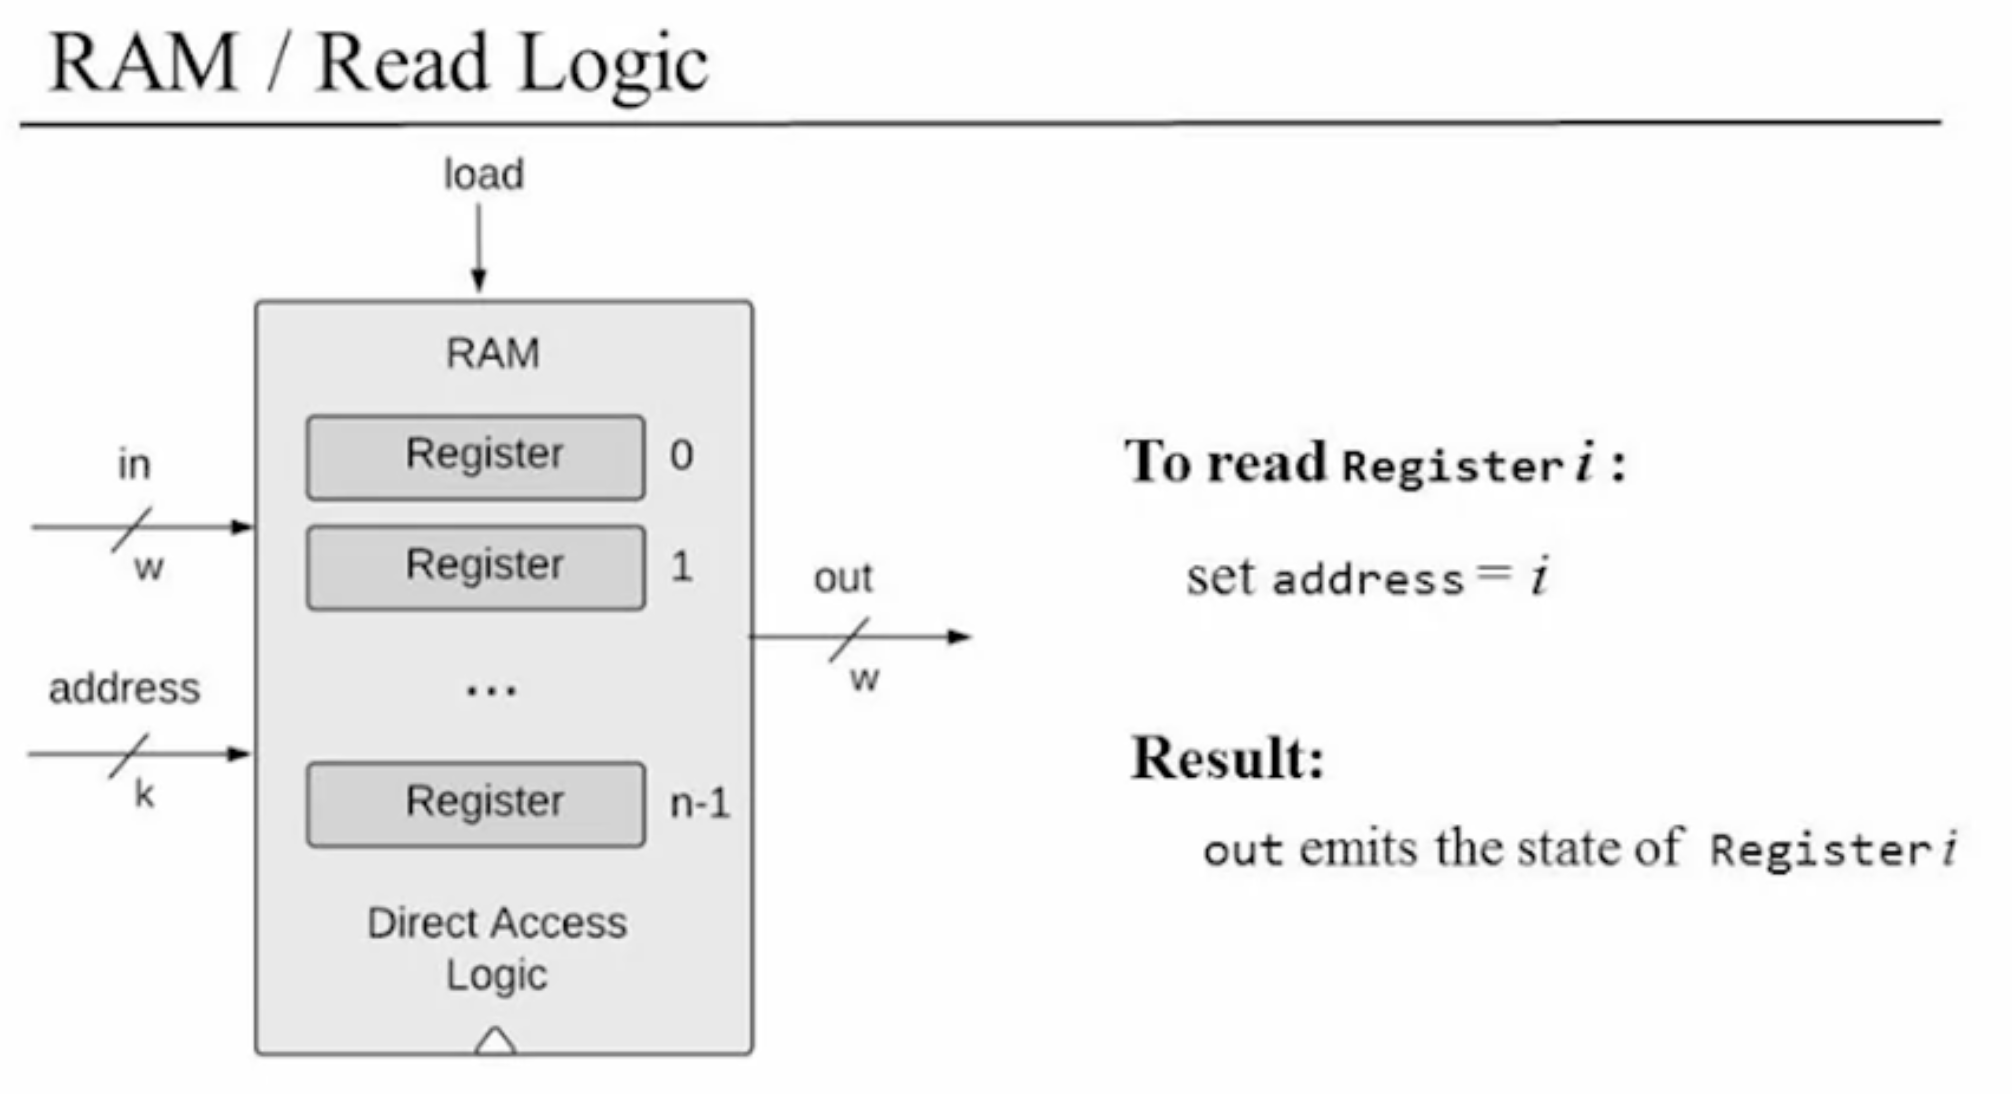 RAM / Read Logic
load
RAM
Register 0
in
w
Register 1
out
w
address
k
...
Register n-1
Direct Access
Logic
To read Register i :
set address = i
Result:
out emits the state of Register i